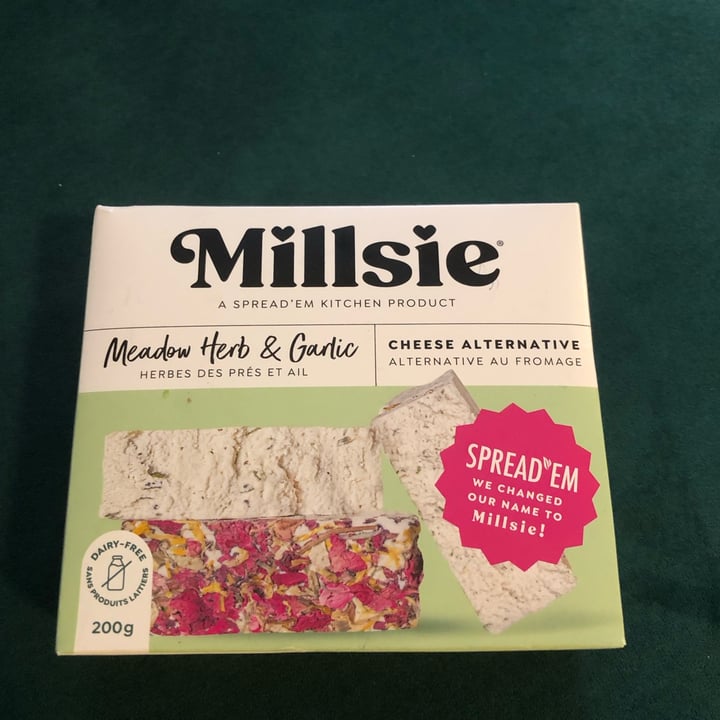 Millsie®
A SPREAD'EM KITCHEN PRODUCT
Meadow Herb & Garlic
HERBES DES PRÉS ET AIL
CHEESE ALTERNATIVE
ALTERNATIVE AU FROMAGE
SPREAD'EM
WE CHANGED
OUR NAME TO
Millsie!
DAIRY-FREE
SANS PRODUITS LAITIERS
200g